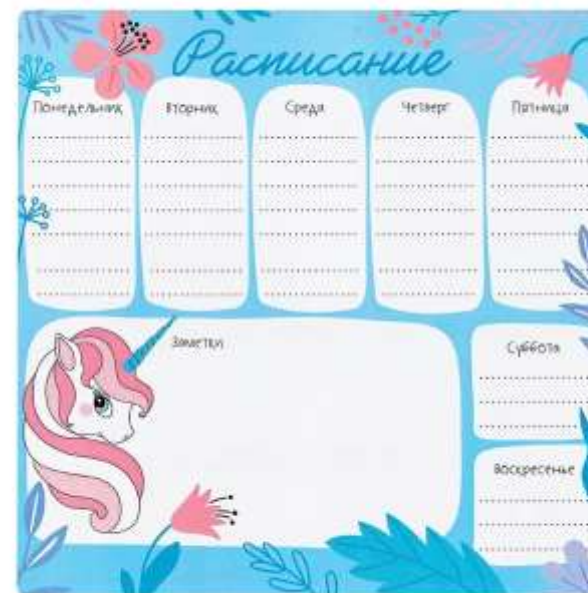 Расписание
Понедельник
Вторник
Среда
Четверг
Пятница
Заметки
Суббота
Воскресенье